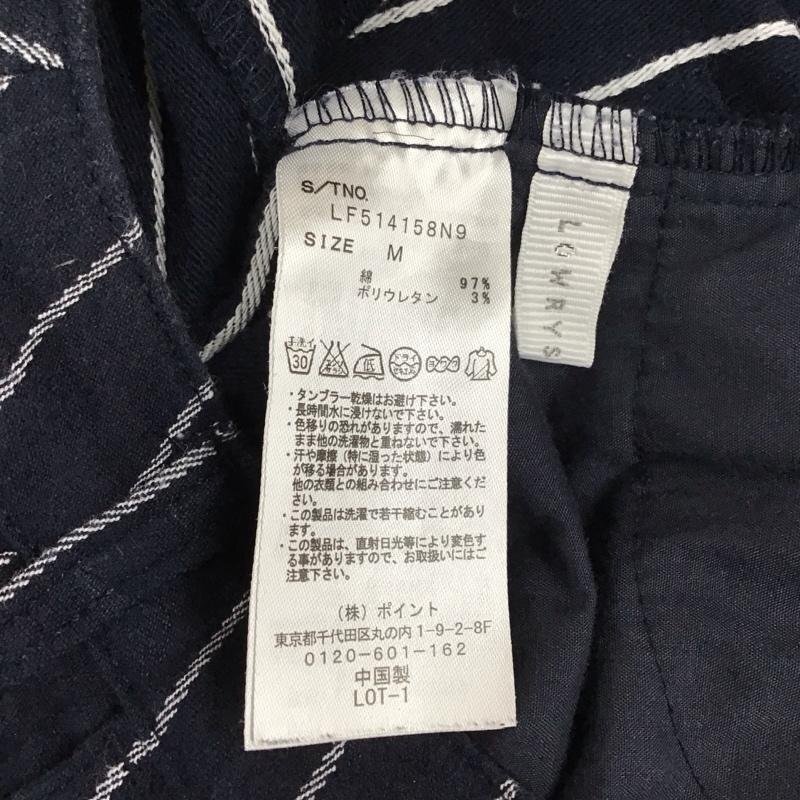 S/TNO.
LF514158N9
SIZE M
綿 97%
ポリウレタン 3%
手洗イ 30
低
ドライ
ヨワク
・タンブラー乾燥はお避け下さい。
・長時間水に浸けないで下さい。
・色移りの恐れがありますので、濡れた
まま他の洗濯物と重ねないで下さい。
・汗や摩擦（特に湿った状態）により色
が移る場合があります。
他の衣類との組み合わせにご注意くだ
さい。
・この製品は洗濯で若干縮むことがあり
ます。
・この製品は、直射日光等により変色す
る事がありますので、お取扱いにはご
注意下さい。
（株）ポイント
東京都千代田区丸の内1-9-2-8F
0120-601-162
中国製
LOT-1
LOWRYS